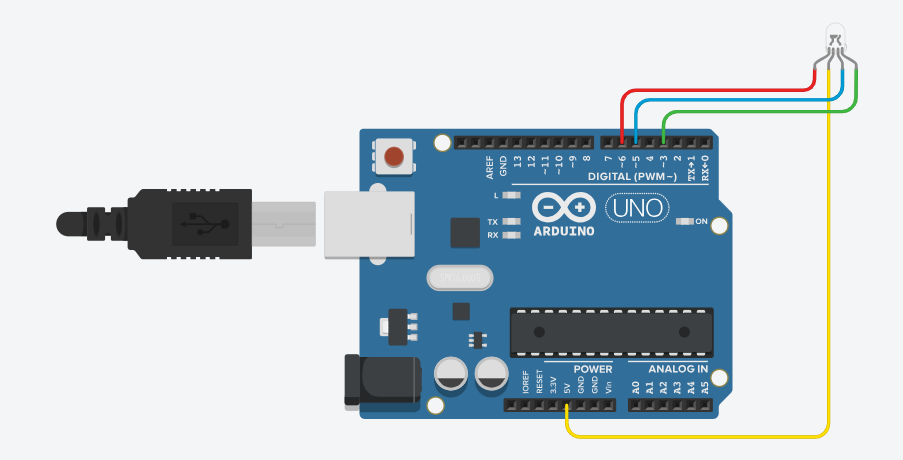 AREF
GND
13
12
~11
~10
~9
8
7
~6
~5
4
~3
2
TX→1
RX←0
DIGITAL (PWM~)
L
TX
RX
ARDUINO
UNO
ON
POWER
ANALOG IN
IOREF
RESET
3.3V
5V
GND
GND
Vin
A0
A1
A2
A3
A4
A5